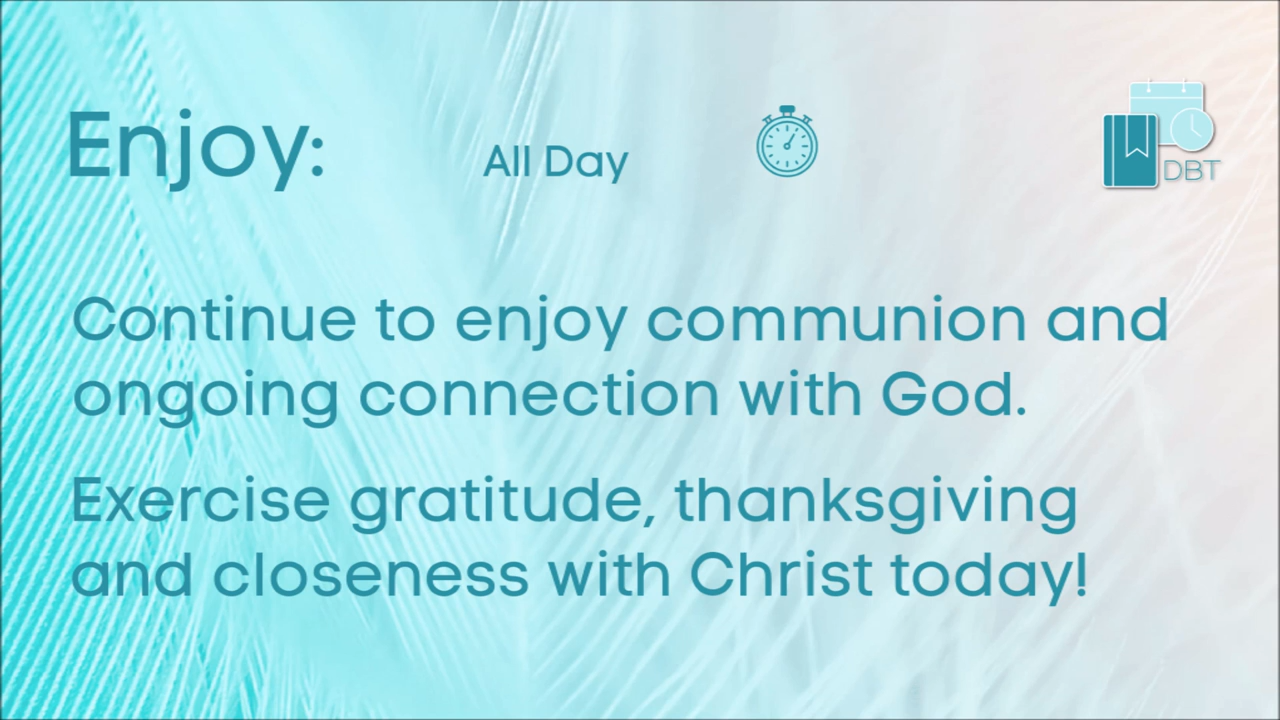 Enjoy:
All Day
DBT
Continue to enjoy communion and
ongoing connection with God.
Exercise gratitude, thanksgiving
and closeness with Christ today!